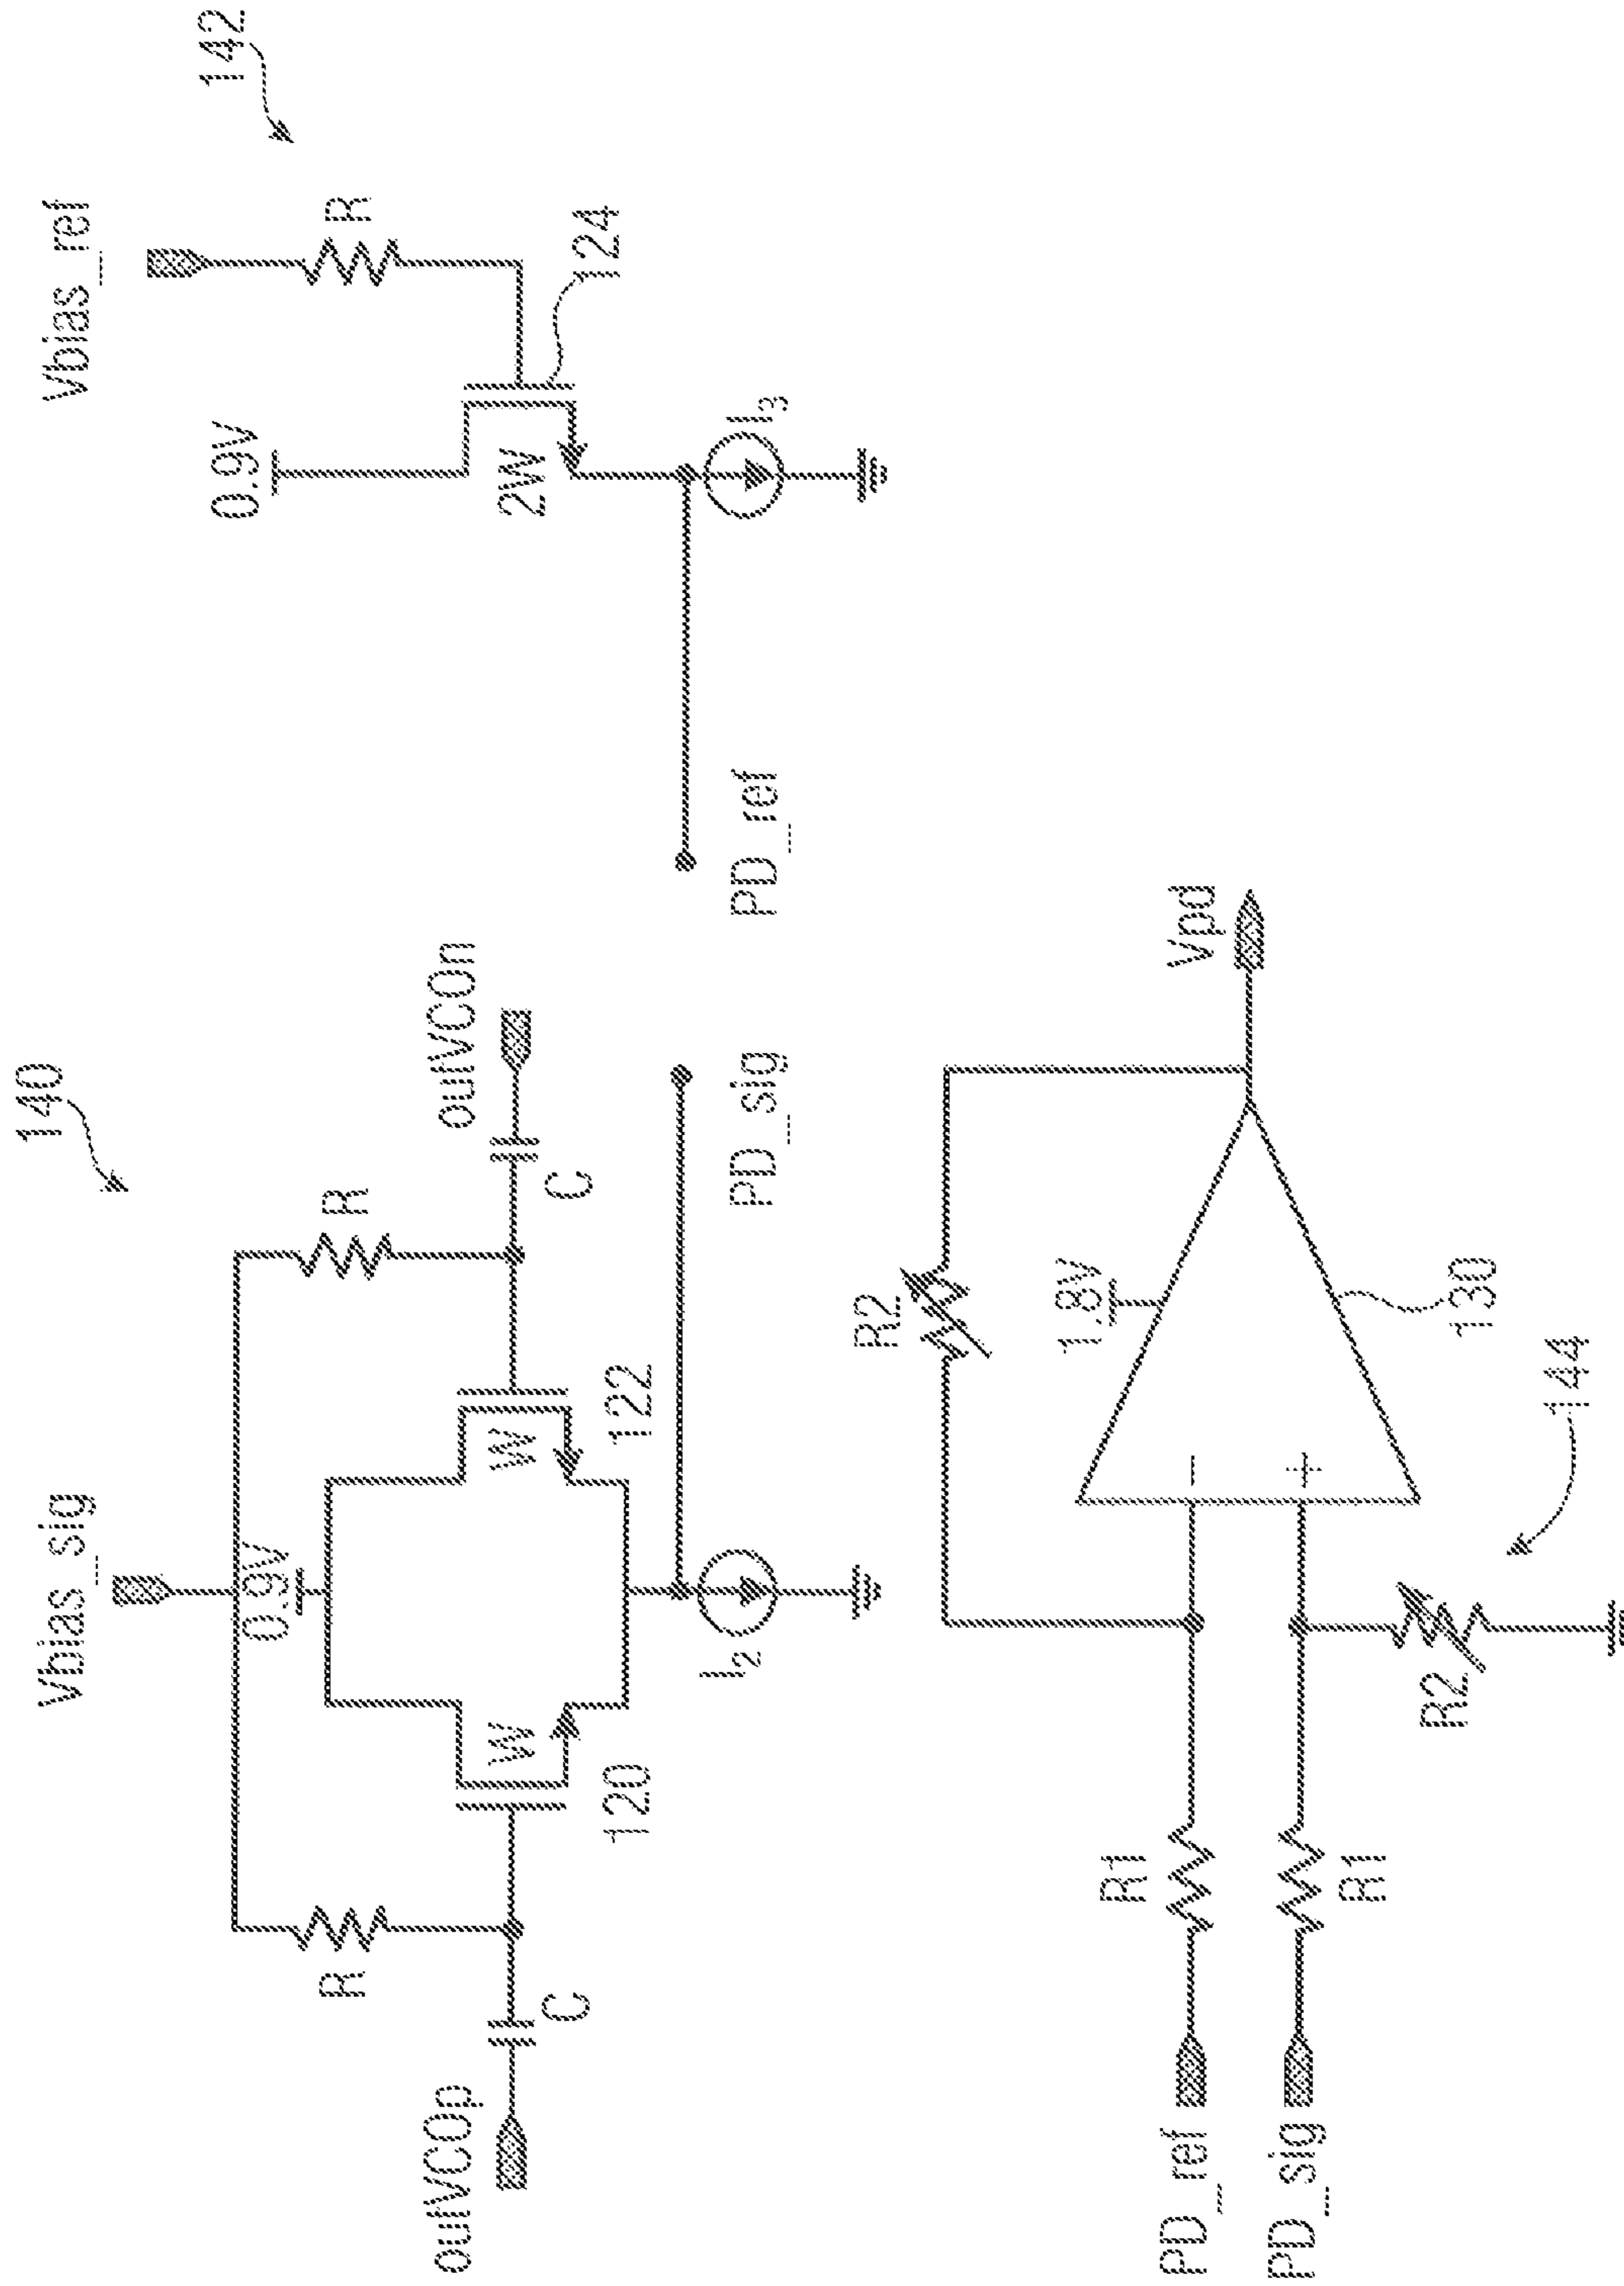 140
Vbias_sig
0.9V
R
R
outVCOp
C
W
W
C
outVCOn
120
122
I2
PD_sig
142
Vbias_ref
0.9V
R
2W
124
PD_ref
I3
R2
PD_ref
R1
−
1.8V
Vpd
PD_sig
R1
+
130
R2
144